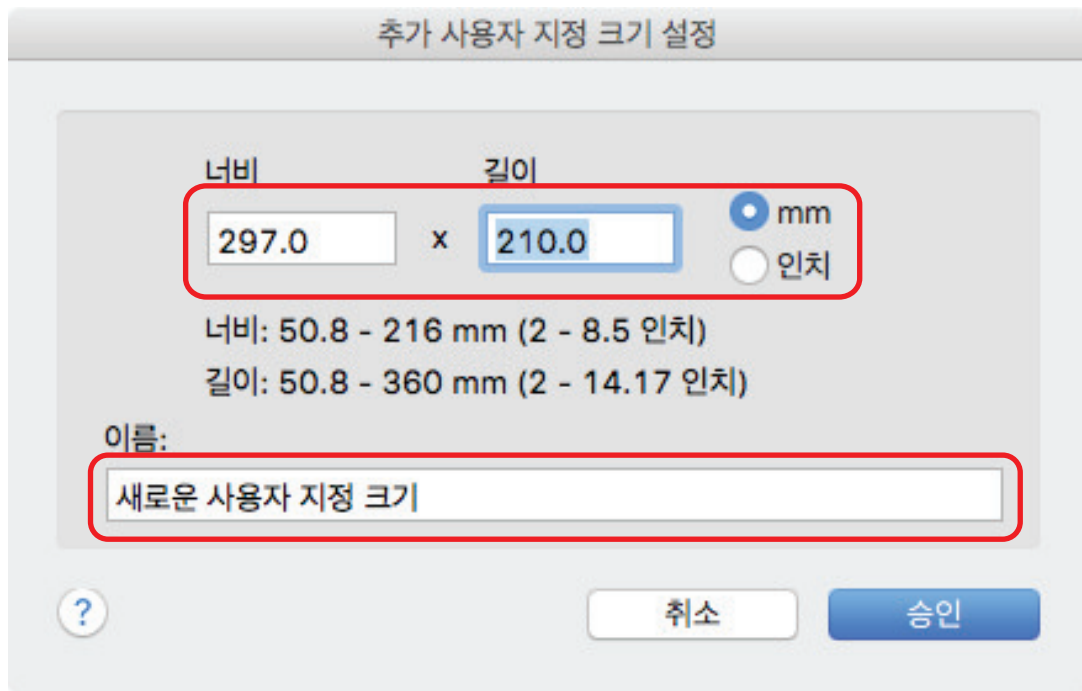 추가 사용자 지정 크기 설정
너비 길이
297.0 x 210.0 mm
인치
너비: 50.8 - 216 mm (2 - 8.5 인치)
길이: 50.8 - 360 mm (2 - 14.17 인치)
이름:
새로운 사용자 지정 크기
? 취소 승인